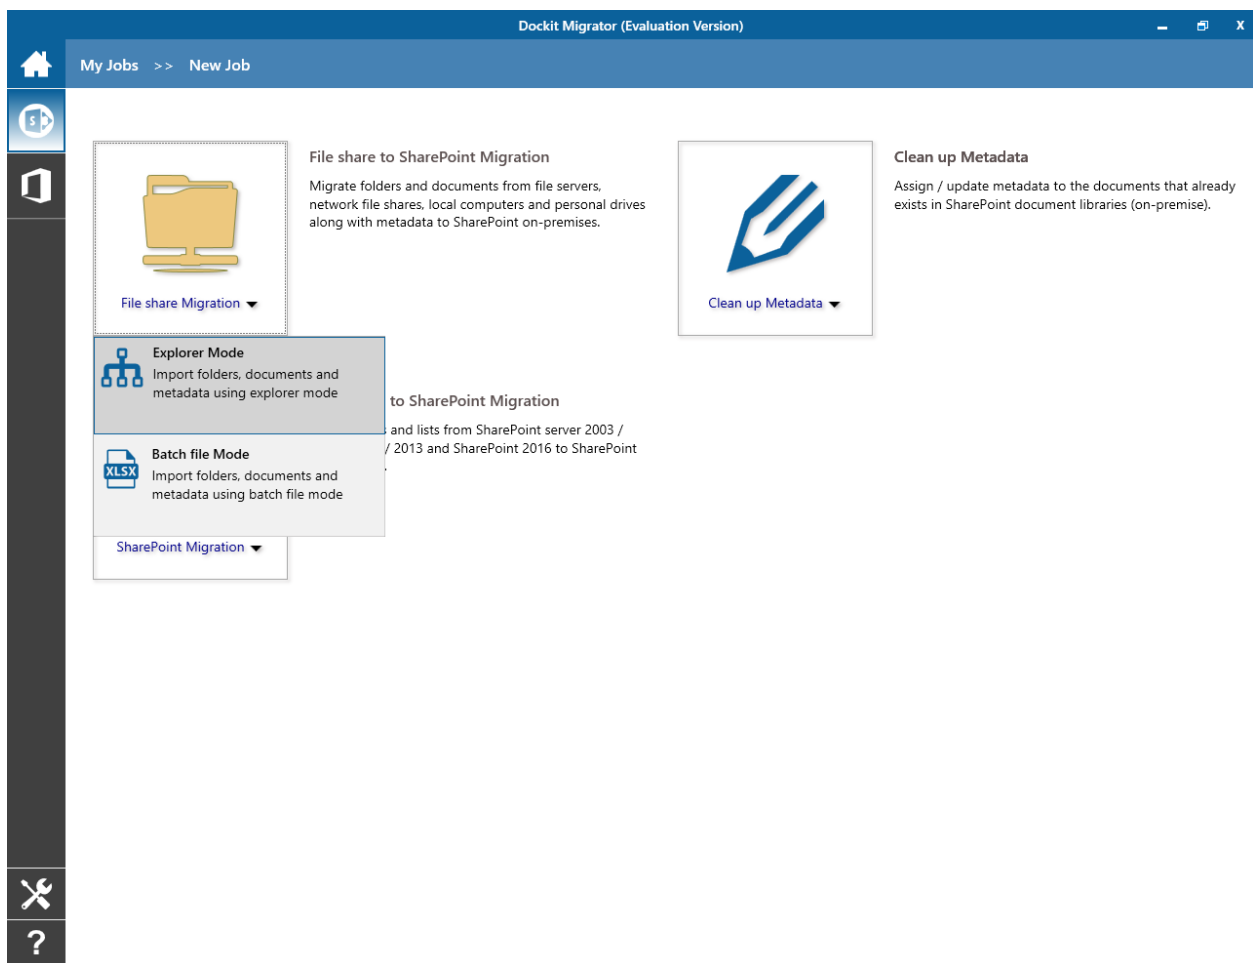 Dockit Migrator (Evaluation Version)
X
My Jobs >> New Job
S
File share to SharePoint Migration
Migrate folders and documents from file servers,
network file shares, local computers and personal drives
along with metadata to SharePoint on-premises.
File share Migration
Clean up Metadata
Assign / update metadata to the documents that already
exists in SharePoint document libraries (on-premise).
Clean up Metadata
Explorer Mode
Import folders, documents and
metadata using explorer mode
Batch file Mode
XLSX
Import folders, documents and
metadata using batch file mode
to SharePoint Migration
and lists from SharePoint server 2003 /
/ 2013 and SharePoint 2016 to SharePoint
.
SharePoint Migration
?